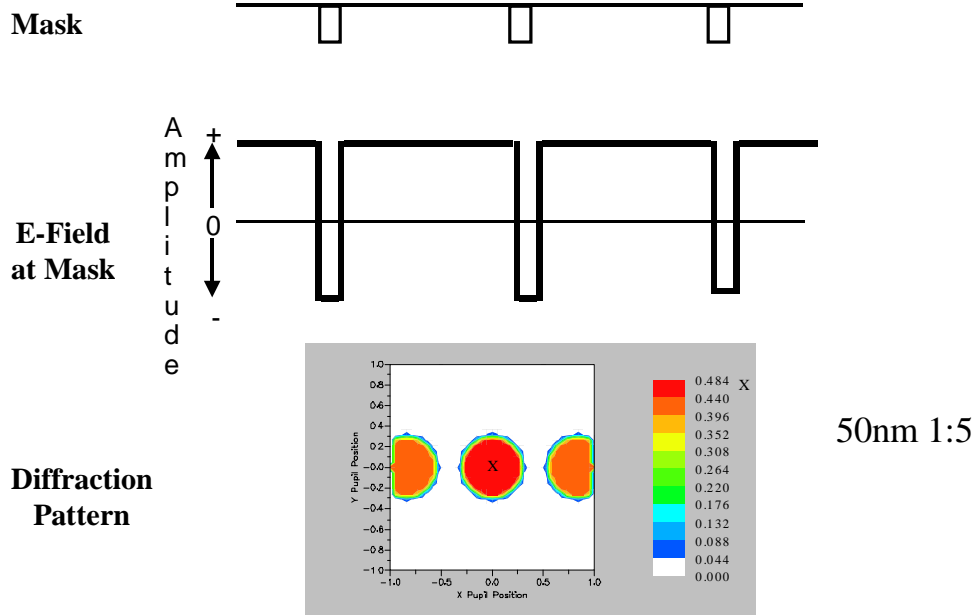 Mask
Amplitude
+
0
-
E-Field
at Mask
Diffraction
Pattern
1.0
0.8
0.6
0.4
0.2
-0.0
-0.2
-0.4
-0.6
-0.8
-1.0
Y Pupil Position
-1.0 -0.5 0.0 0.5 1.0
X Pupil Position
X
0.484 X
0.440
0.396
0.352
0.308
0.264
0.220
0.176
0.132
0.088
0.044
0.000
50nm 1:5